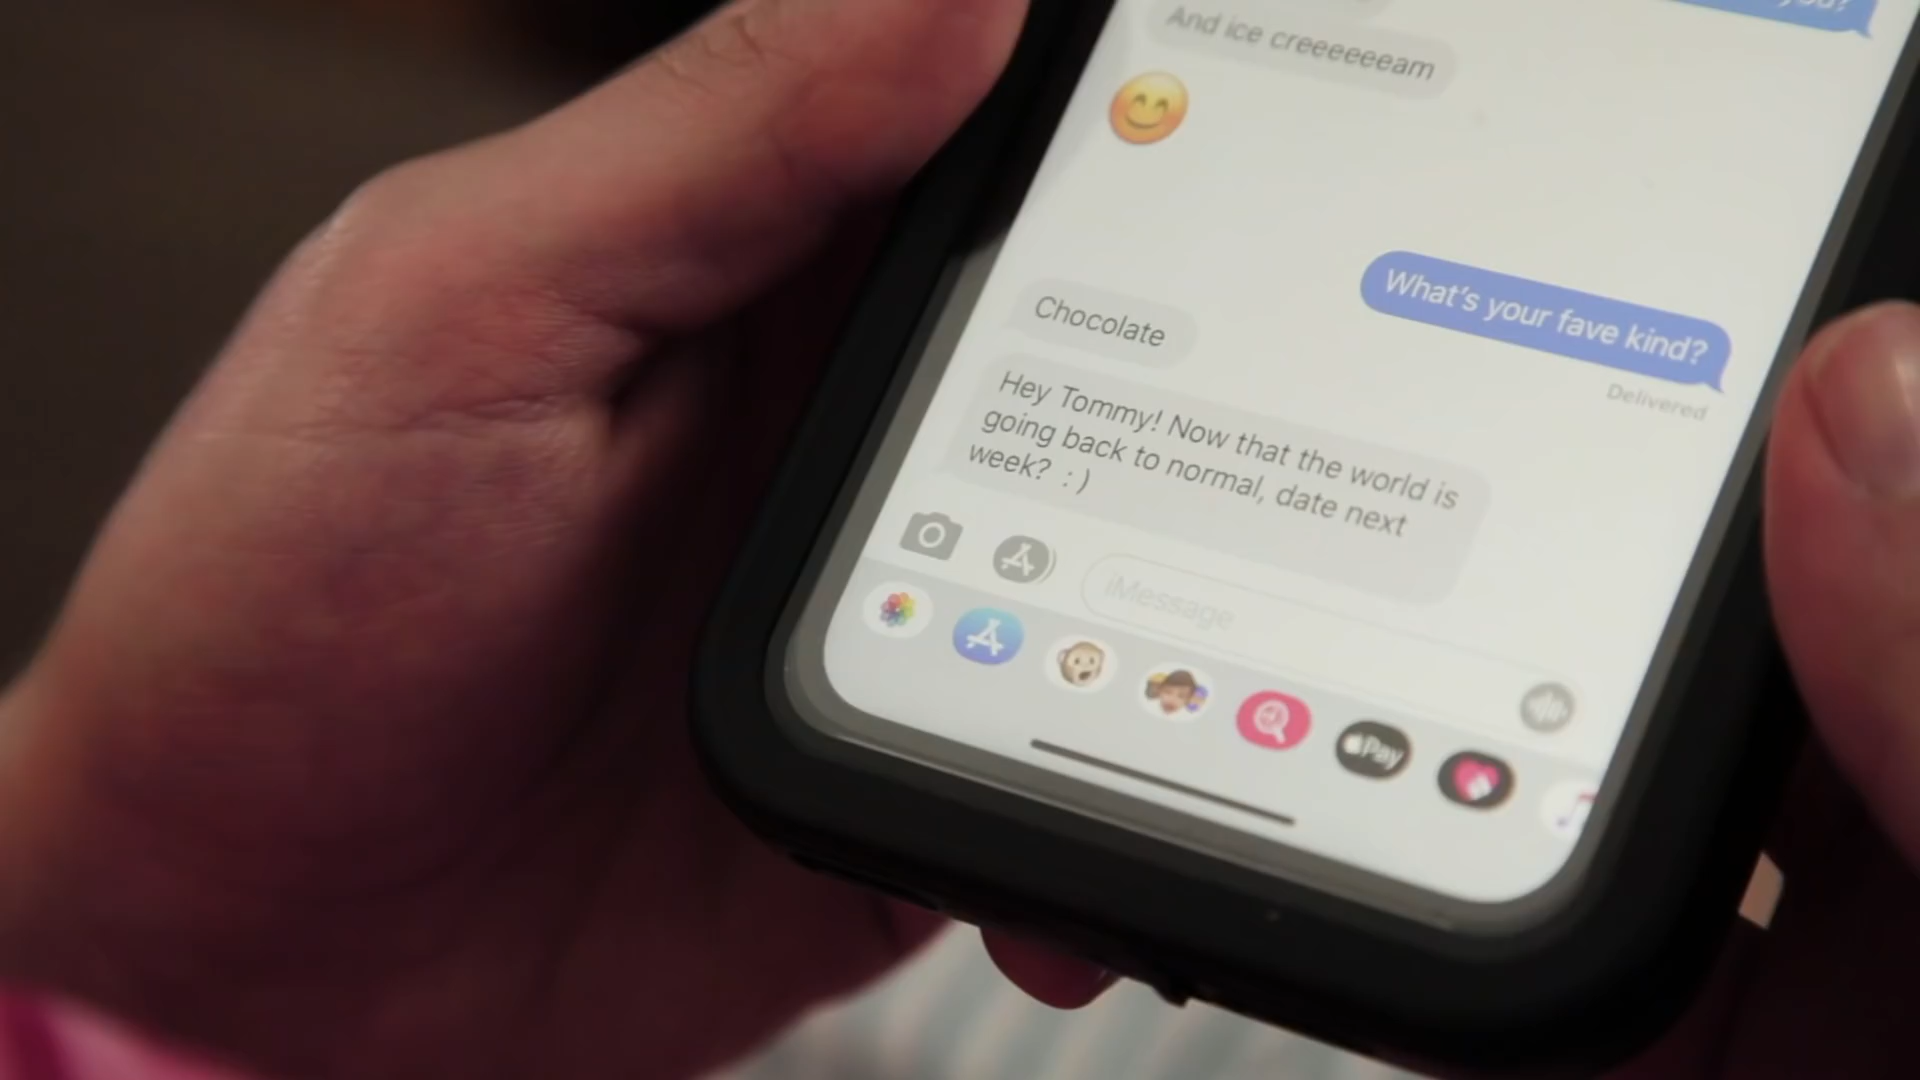 you?
And ice creeeeeeam
What's your fave kind?
Delivered
Chocolate
Hey Tommy! Now that the world is
going back to normal, date next
week? :)
iMessage
Pay